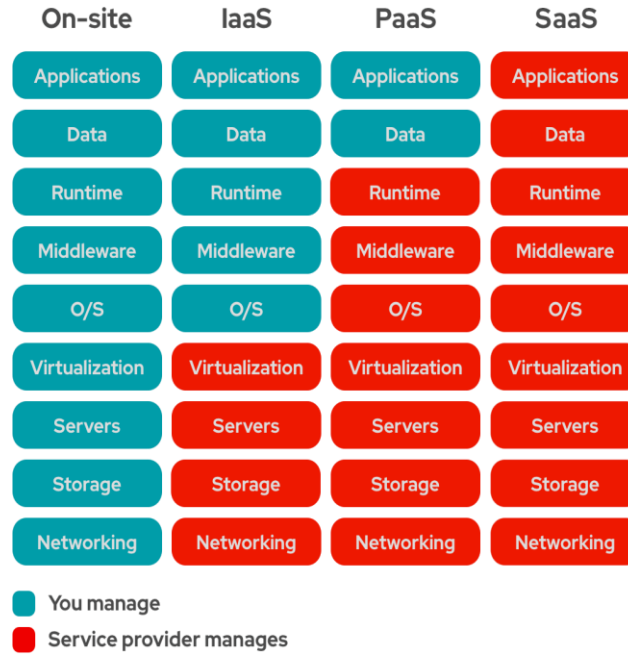 On-site IaaS PaaS SaaS
Applications Applications Applications Applications
Data Data Data Data
Runtime Runtime Runtime Runtime
Middleware Middleware Middleware Middleware
O/S O/S O/S O/S
Virtualization Virtualization Virtualization Virtualization
Servers Servers Servers Servers
Storage Storage Storage Storage
Networking Networking Networking Networking
You manage
Service provider manages